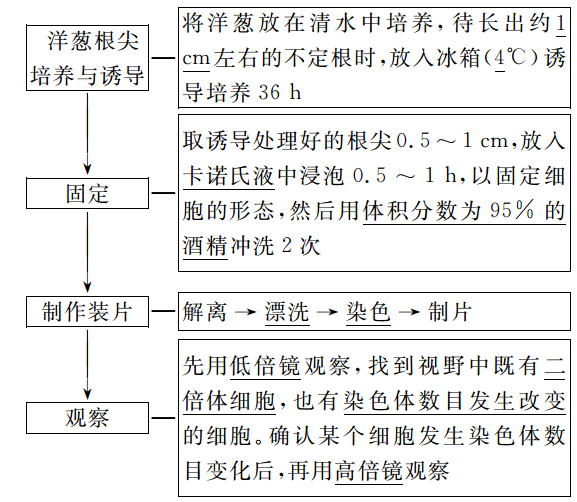 洋葱根尖
培养与诱导
将洋葱放在清水中培养，待长出约1
cm左右的不定根时，放入冰箱(4℃)诱
导培养36 h
固定
取诱导处理好的根尖0.5～1 cm，放入
卡诺氏液中浸泡0.5～1 h，以固定细
胞的形态，然后用体积分数为95%的
酒精冲洗2次
制作装片
解离→漂洗→染色→制片
观察
先用低倍镜观察，找到视野中既有二
倍体细胞，也有染色体数目发生改变
的细胞。确认某个细胞发生染色体数
目变化后，再用高倍镜观察